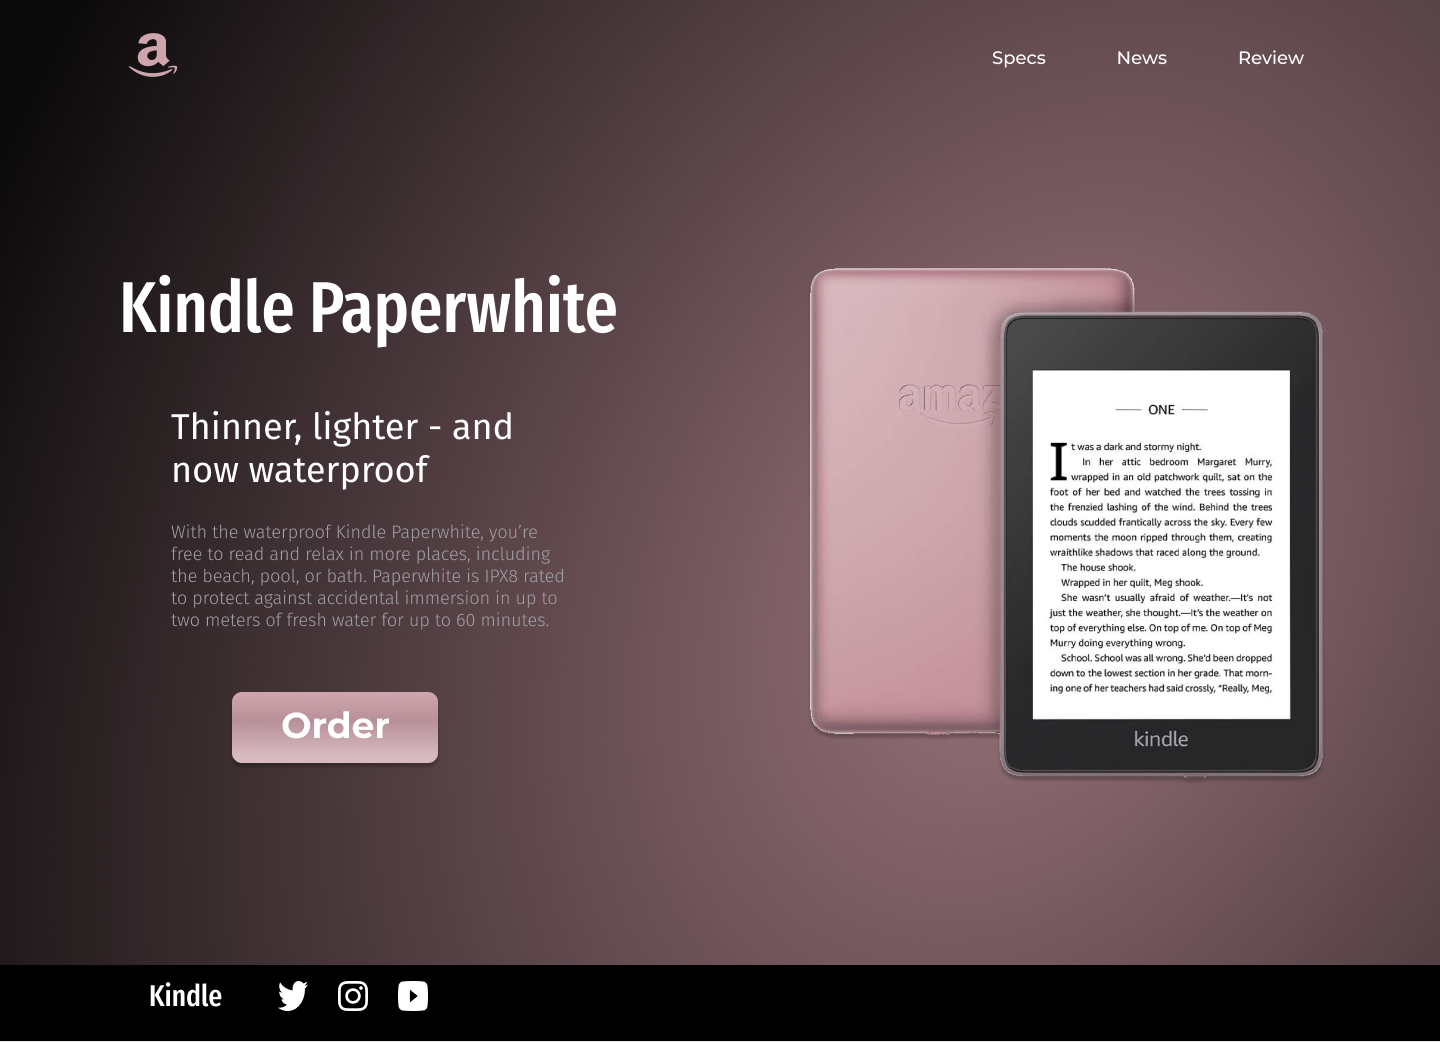 a
Specs
News
Review
Kindle Paperwhite
Thinner, lighter - and
now waterproof
With the waterproof Kindle Paperwhite, you’re
free to read and relax in more places, including
the beach, pool, or bath. Paperwhite is IPX8 rated
to protect against accidental immersion in up to
two meters of fresh water for up to 60 minutes.
Order
amaz
ONE
It was a dark and stormy night.
In her attic bedroom Margaret Murry,
wrapped in an old patchwork quilt, sat on the
foot of her bed and watched the trees tossing in
the frenzied lashing of the wind. Behind the trees
clouds scudded frantically across the sky. Every few
moments the moon ripped through them, creating
wraithlike shadows that raced along the ground.
The house shook.
Wrapped in her quilt, Meg shook.
She wasn’t usually afraid of weather.—It’s not
just the weather, she thought.—It’s the weather on
top of everything else. On top of me. On top of Meg
Murry doing everything wrong.
School. School was all wrong. She’d been dropped
down to the lowest section in her grade. That morn-
ing one of her teachers had said crossly, “Really, Meg,
kindle
Kindle